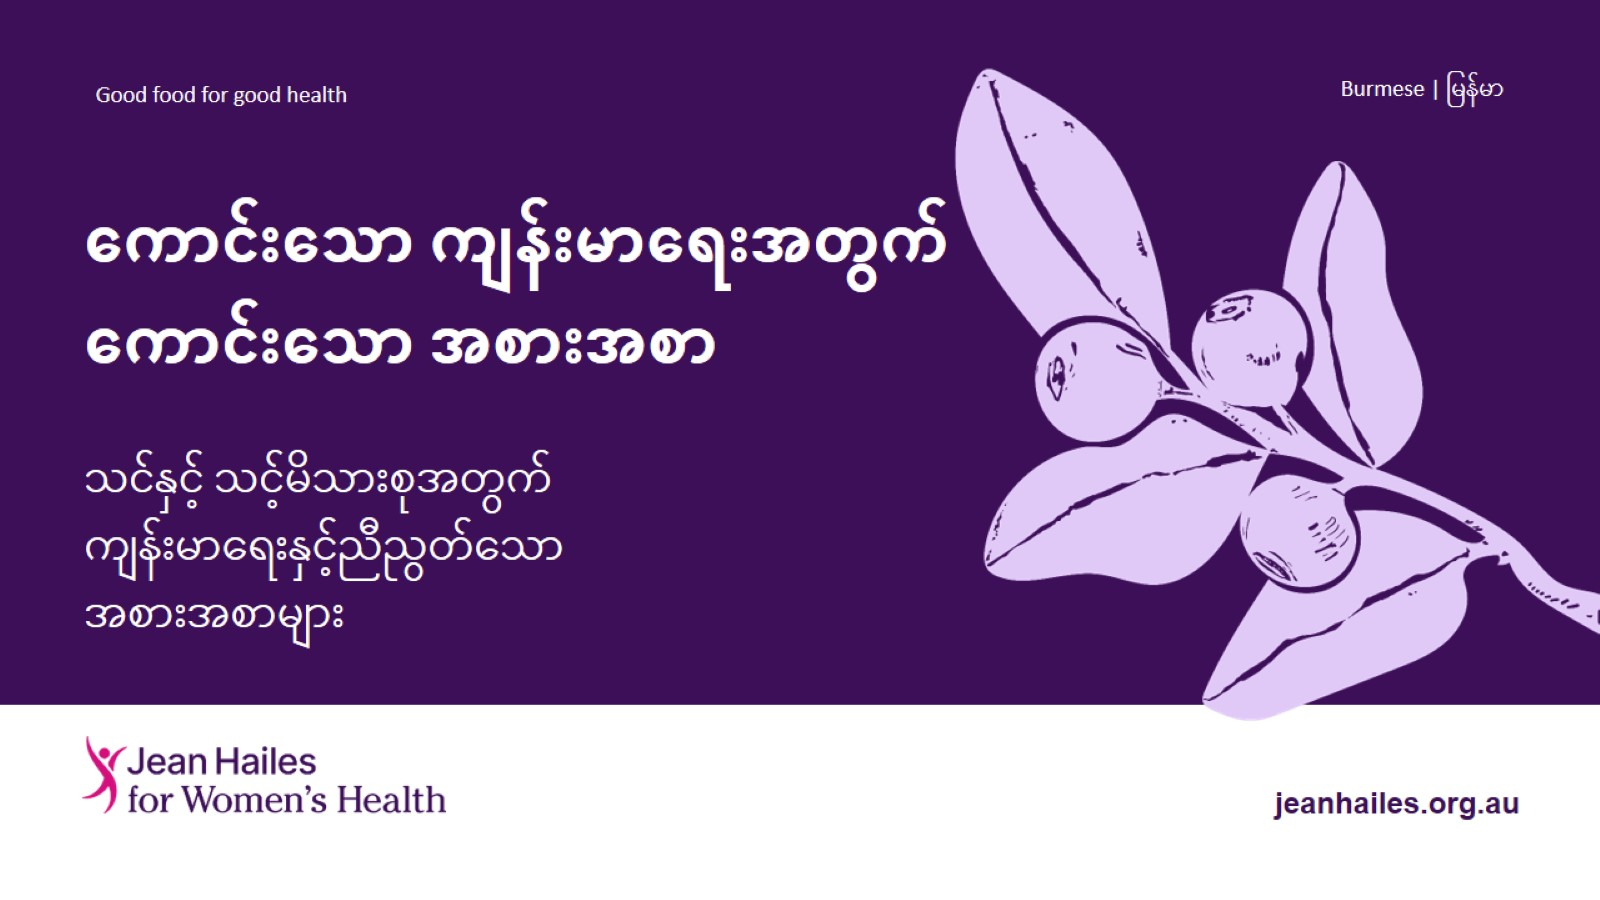 Good food for good health
Burmese | မြန်မာ
ကောင်းသော ကျန်းမာရေးအတွက်
ကောင်းသော အစားအစာ
သင်နှင့် သင့်မိသားစုအတွက်
ကျန်းမာရေးနှင့်ညီညွတ်သော
အစားအစာများ
Jean Hailes
for Women's Health
jeanhailes.org.au